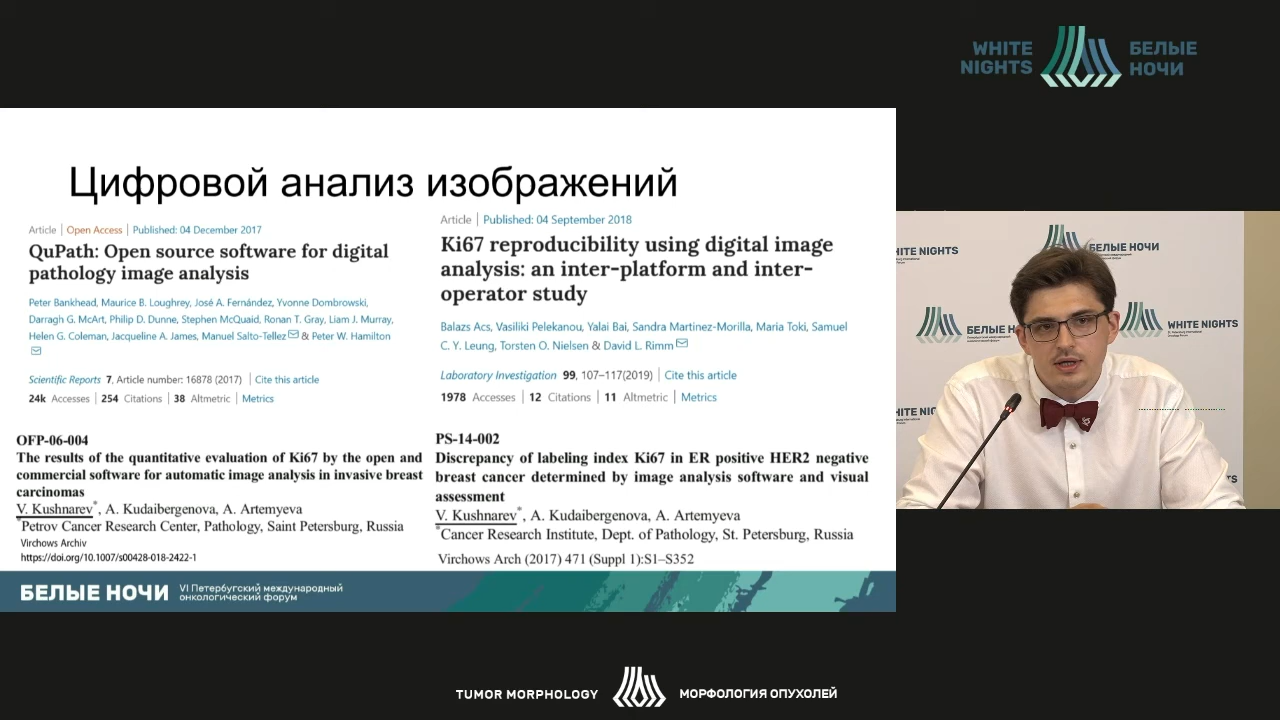 WHITE
NIGHTS
БЕЛЫЕ
НОЧИ
Цифровой анализ изображений
Article | Open Access | Published: 04 December 2017
QuPath: Open source software for digital
pathology image analysis
Peter Bankhead, Maurice B. Loughrey, José A. Fernández, Yvonne Dombrowski,
Darragh G. McArt, Philip D. Dunne, Stephen McQuaid, Ronan T. Gray, Liam J. Murray,
Helen G. Coleman, Jacqueline A. James, Manuel Salto-Tellez & Peter W. Hamilton
Scientific Reports 7, Article number: 16878 (2017) | Cite this article
24k Accesses | 254 Citations | 38 Altmetric | Metrics
Article | Published: 04 September 2018
Ki67 reproducibility using digital image
analysis: an inter-platform and inter-
operator study
Balazs Acs, Vasiliki Pelekanou, Yalai Bai, Sandra Martinez-Morilla, Maria Toki, Samuel
C. Y. Leung, Torsten O. Nielsen & David L. Rimm
Laboratory Investigation 99, 107–117(2019) | Cite this article
1978 Accesses | 12 Citations | 11 Altmetric | Metrics
OFP-06-004
The results of the quantitative evaluation of Ki67 by the open and
commercial software for automatic image analysis in invasive breast
carcinomas
V. Kushnarev*, A. Kudaibergenova, A. Artemyeva
*Petrov Cancer Research Center, Pathology, Saint Petersburg, Russia
Virchows Archiv
https://doi.org/10.1007/s00428-018-2422-1
PS-14-002
Discrepancy of labeling index Ki67 in ER positive HER2 negative
breast cancer determined by image analysis software and visual
assessment
V. Kushnarev*, A. Kudaibergenova, A. Artemyeva
*Cancer Research Institute, Dept. of Pathology, St. Petersburg, Russia
Virchows Arch (2017) 471 (Suppl 1):S1–S352
БЕЛЫЕ НОЧИ
VI Петербургский международный
онкологический форум
WHITE NIGHTS
БЕЛЫЕ НОЧИ
БЕЛЫЕ Н
WHITE NIGHTS
TUMOR MORPHOLOGY
МОРФОЛОГИЯ ОПУХОЛЕЙ